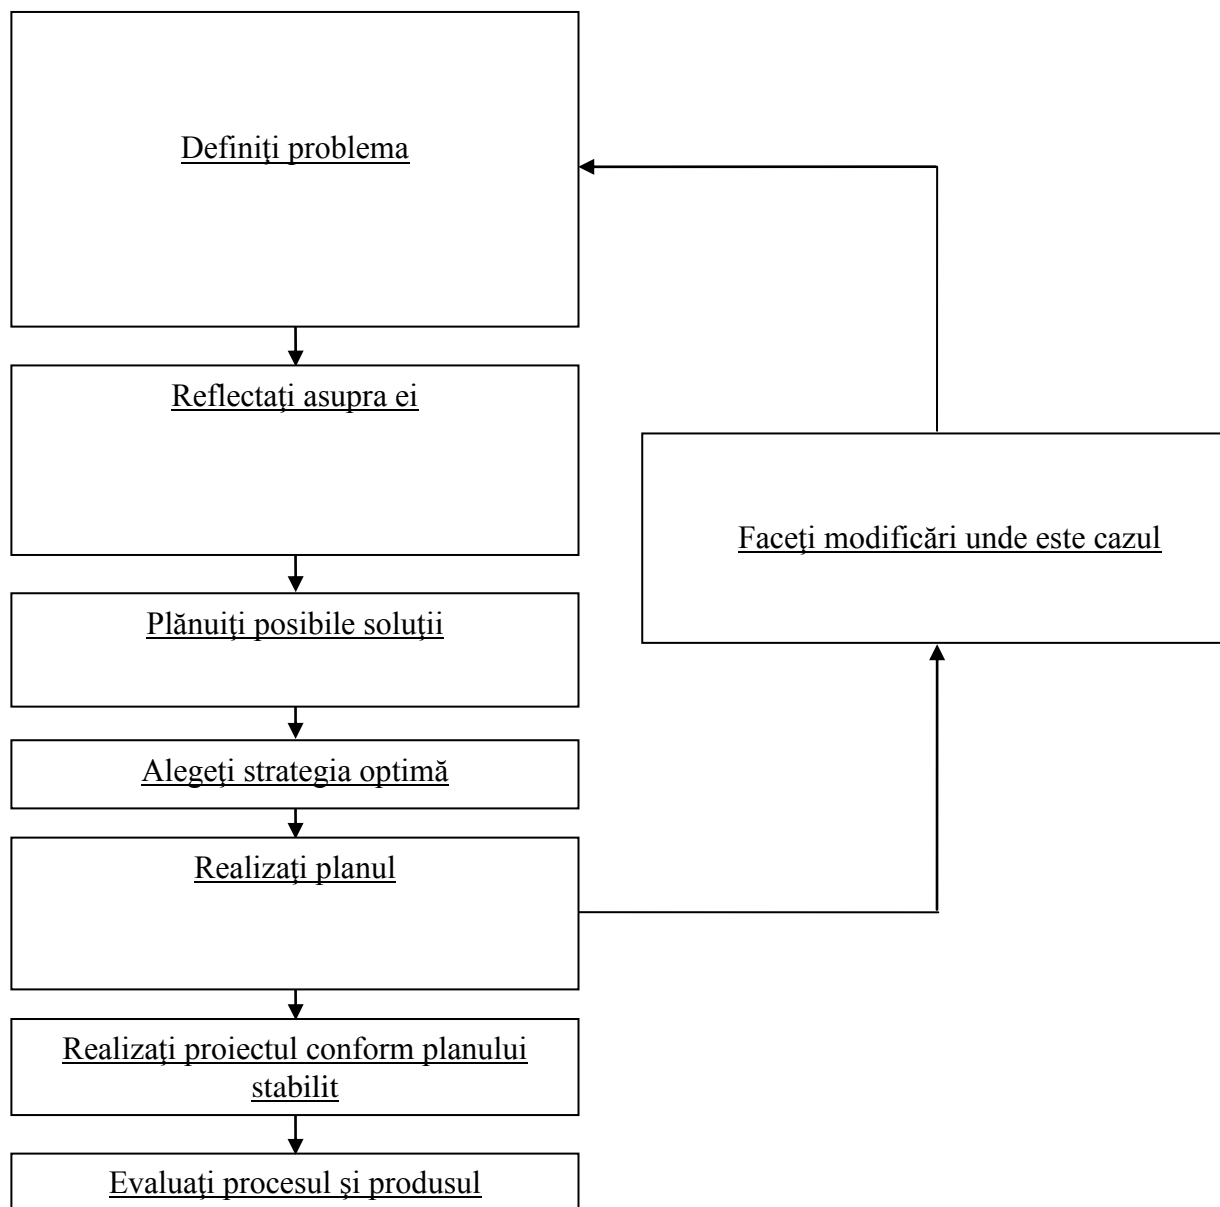 Definiţi problema
Reflectaţi asupra ei
Faceţi modificări unde este cazul
Plănuiţi posibile soluţii
Alegeţi strategia optimă
Realizaţi planul
Realizaţi proiectul conform planului
stabilit
Evaluaţi procesul şi produsul